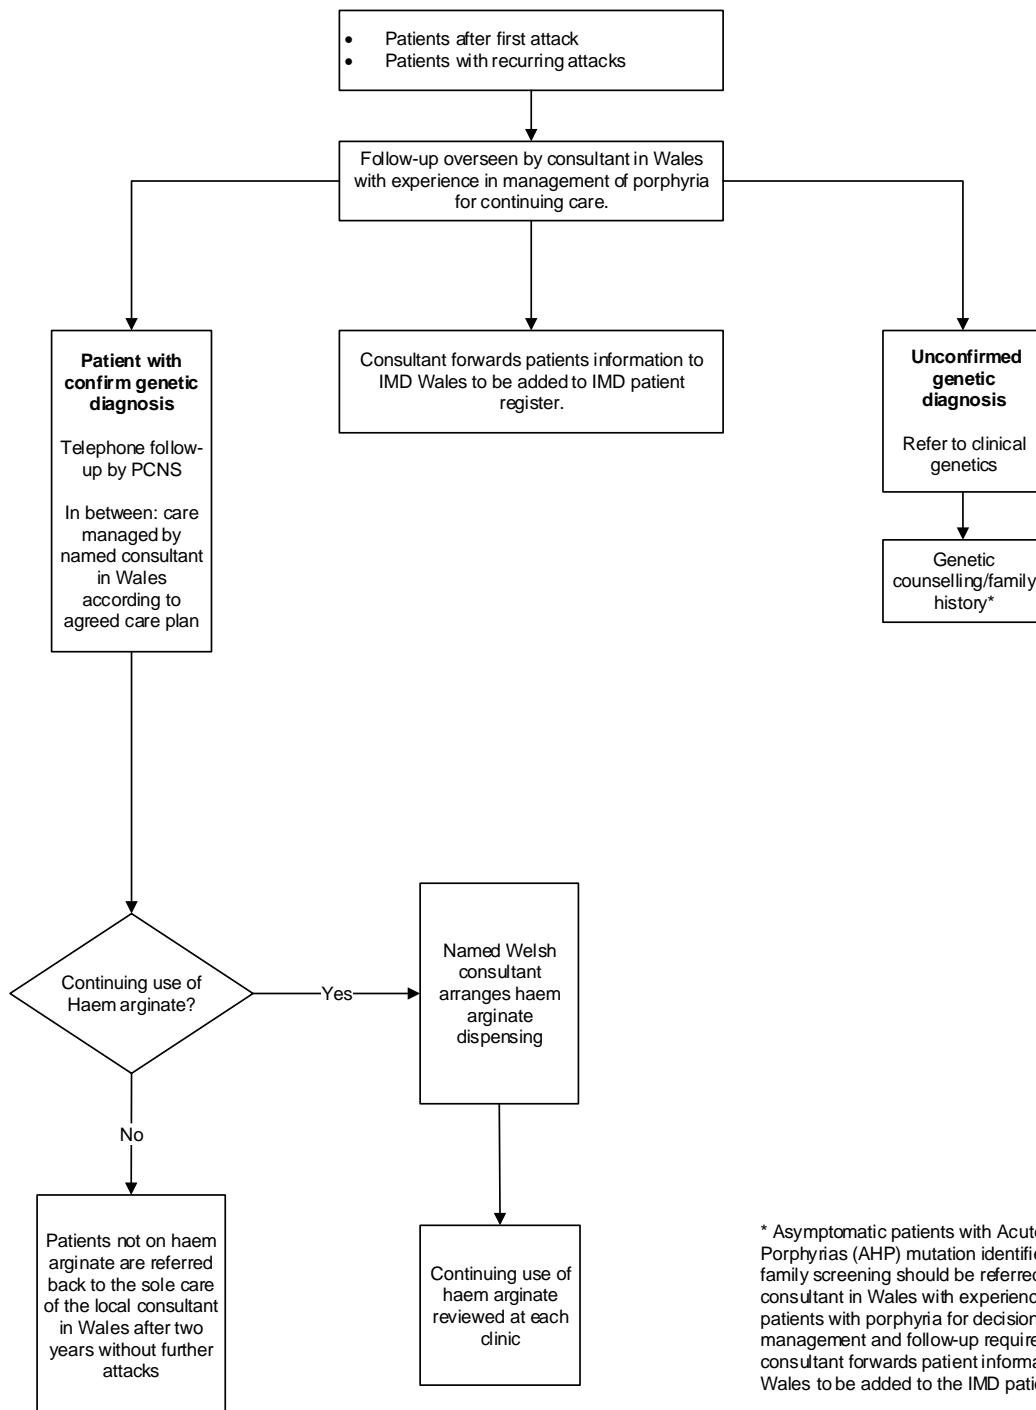 • Patients after first attack
• Patients with recurring attacks
Follow-up overseen by consultant in Wales
with experience in management of porphyria
for continuing care.
Patient with
confirm genetic
diagnosis
Telephone follow-
up by PCNS
In between: care
managed by
named consultant
in Wales
according to
agreed care plan
Consultant forwards patients information to
IMD Wales to be added to IMD patient
register.
Unconfirmed
genetic
diagnosis
Refer to clinical
genetics
Genetic
counselling/family
history*
Continuing use of
Haem arginate?
Yes
Named Welsh
consultant
arranges haem
arginate
dispensing
No
Patients not on haem
arginate are referred
back to the sole care
of the local consultant
in Wales after two
years without further
attacks
Continuing use of
haem arginate
reviewed at each
clinic
* Asymptomatic patients with Acute
Porphyrias (AHP) mutation
family screening should be referred
consultant in Wales with
patients with porphyria for decision
management and follow-up
consultant forwards patient
Wales to be added to the IMD